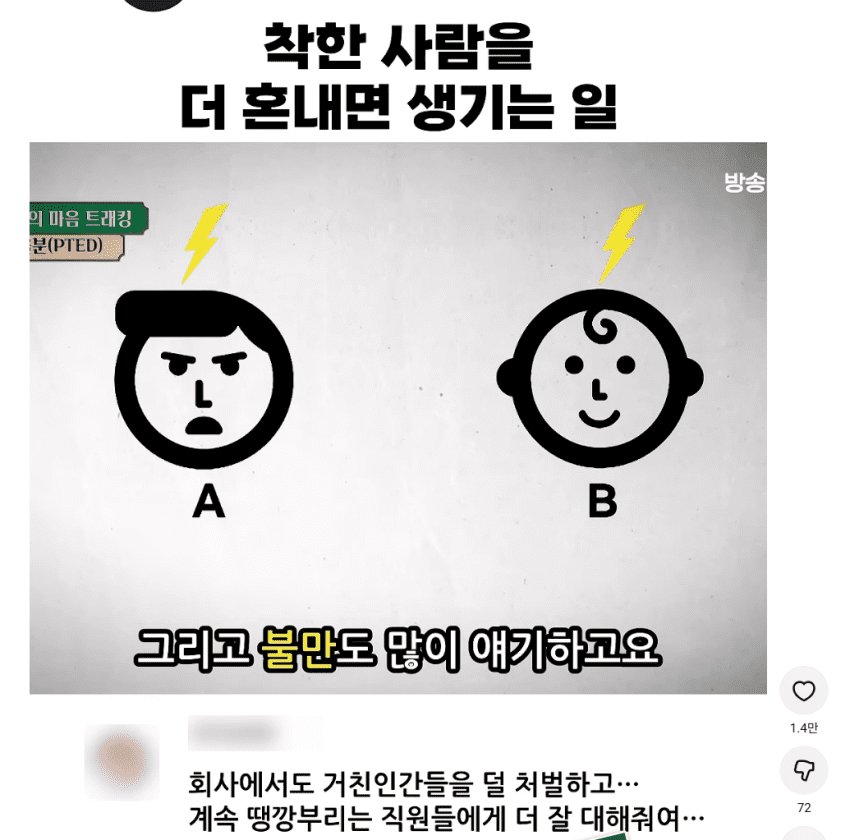 착한 사람을
더 혼내면 생기는 일
방송
의 마음 트래킹
분(PTED)
A
B
그리고 불만도 많이 얘기하고요
1.4만
회사에서도 거친인간들을 덜 처벌하고…
계속 땡깡부리는 직원들에게 더 잘 대해줘여…
72